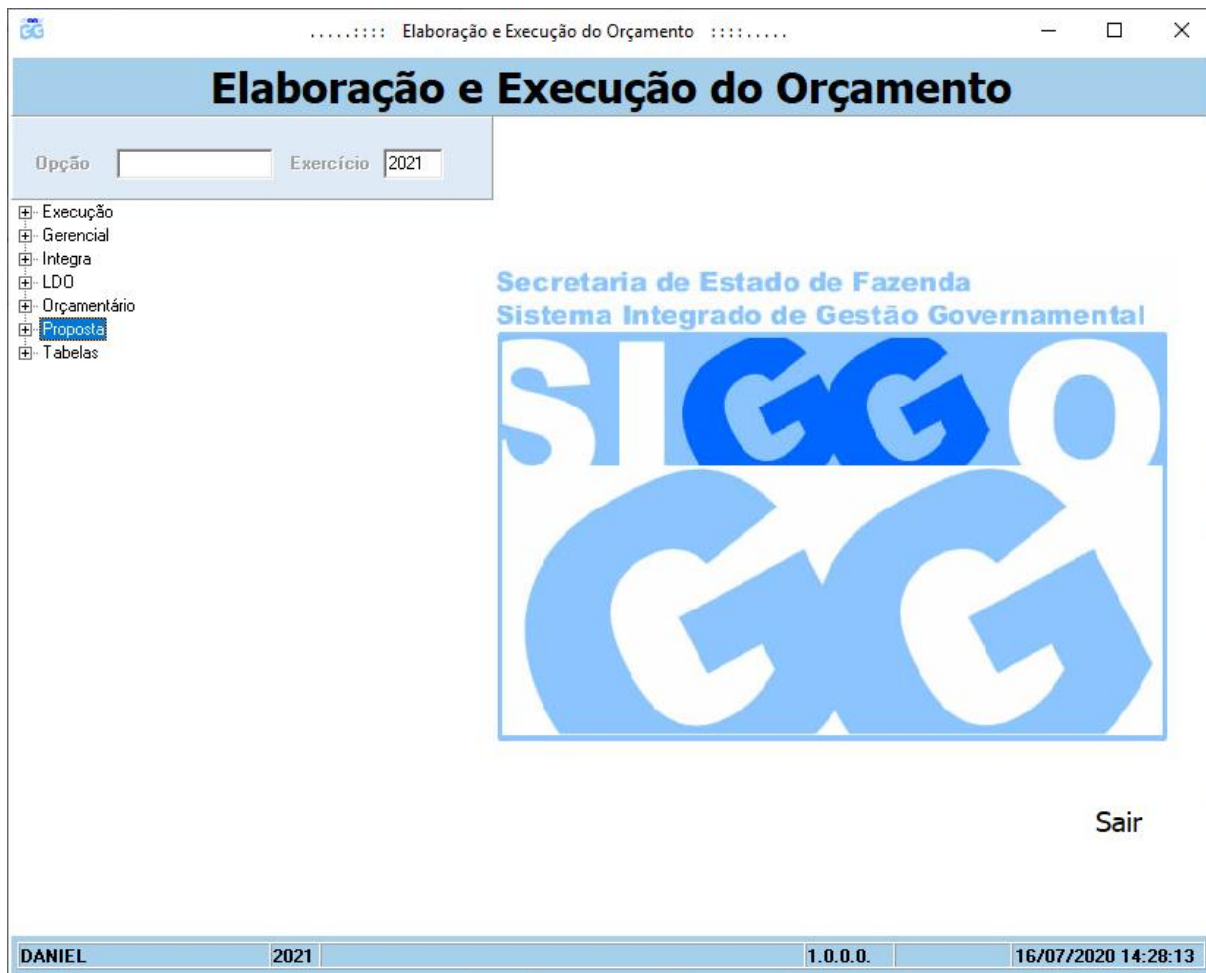 GG
.....:::: Elaboração e Execução do Orçamento ::::.....
Elaboração e Execução do Orçamento
Opção Exercício 2021
Execução
Gerencial
Integra
LDO
Orçamentário
Proposta
Tabelas
Secretaria de Estado de Fazenda
Sistema Integrado de Gestão Governamental
SIGGO
GG
Sair
DANIEL 2021 1.0.0.0. 16/07/2020 14:28:13